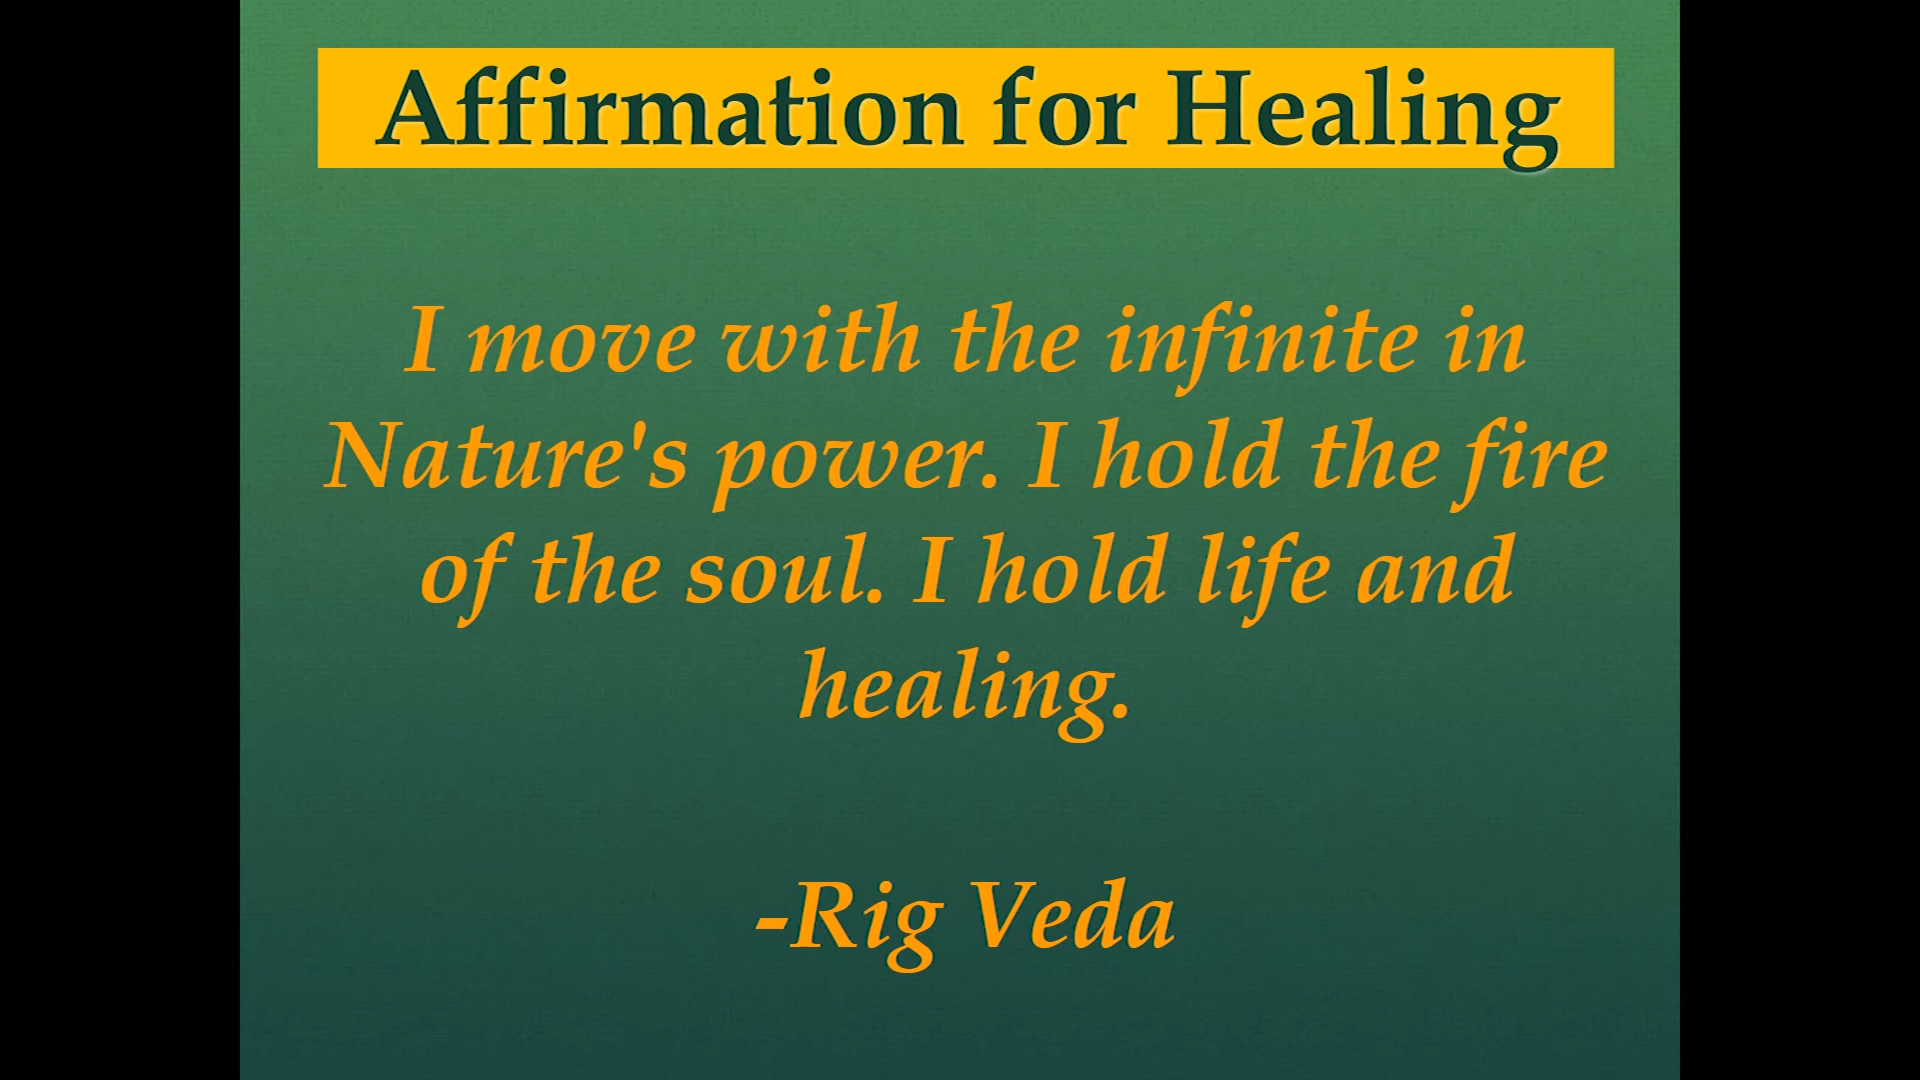 Affirmation for Healing
I move with the infinite in
Nature's power. I hold the fire
of the soul. I hold life and
healing.
-Rig Veda